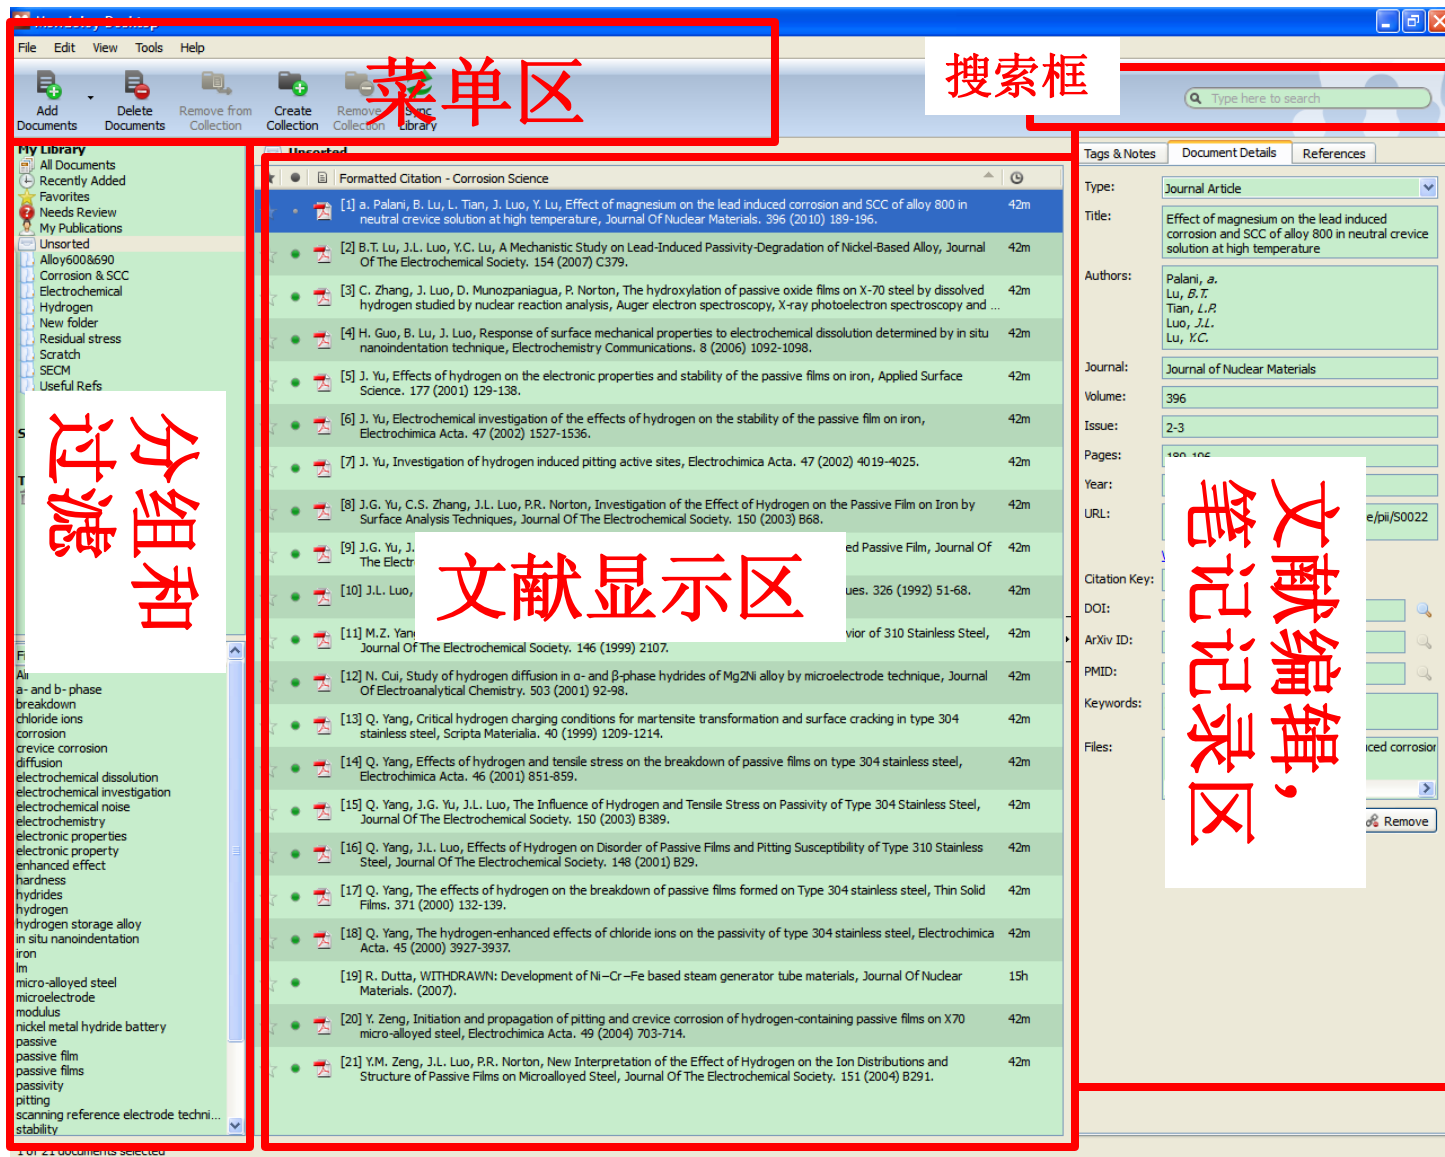 Mendeley Desktop
File Edit View Tools Help
菜单区
搜索框
Add Documents
Delete Documents
Remove from Collection
Create Collection
Remove Collection
Sync Library
Type here to search
My Library
All Documents
Recently Added
Favorites
Needs Review
My Publications
Unsorted
Alloy600&690
Corrosion & SCC
Electrochemical
Hydrogen
New folder
Residual stress
Scratch
SECM
Useful Refs
分组和
过滤
a- and b- phase
breakdown
chloride ions
corrosion
crevice corrosion
diffusion
electrochemical dissolution
electrochemical investigation
electrochemical noise
electrochemistry
electronic properties
electronic property
enhanced effect
hardness
hydrides
hydrogen
hydrogen storage alloy
in situ nanoindentation
iron
lm
micro-alloyed steel
microelectrode
modulus
nickel metal hydride battery
passive
passive film
passive films
passivity
pitting
scanning reference electrode techni...
stability
Unsorted
Formatted Citation - Corrosion Science
[1] a. Palani, B. Lu, L. Tian, J. Luo, Y. Lu, Effect of magnesium on the lead induced corrosion and SCC of alloy 800 in 42m
neutral crevice solution at high temperature, Journal Of Nuclear Materials. 396 (2010) 189-196.
[2] B.T. Lu, J.L. Luo, Y.C. Lu, A Mechanistic Study on Lead-Induced Passivity-Degradation of Nickel-Based Alloy, Journal 42m
Of The Electrochemical Society. 154 (2007) C379.
[3] C. Zhang, J. Luo, D. Munozpaniagua, P. Norton, The hydroxylation of passive oxide films on X-70 steel by dissolved 42m
hydrogen studied by nuclear reaction analysis, Auger electron spectroscopy, X-ray photoelectron spectroscopy and ...
[4] H. Guo, B. Lu, J. Luo, Response of surface mechanical properties to electrochemical dissolution determined by in situ 42m
nanoindentation technique, Electrochemistry Communications. 8 (2006) 1092-1098.
[5] J. Yu, Effects of hydrogen on the electronic properties and stability of the passive films on iron, Applied Surface 42m
Science. 177 (2001) 129-138.
[6] J. Yu, Electrochemical investigation of the effects of hydrogen on the stability of the passive film on iron, 42m
Electrochimica Acta. 47 (2002) 1527-1536.
[7] J. Yu, Investigation of hydrogen induced pitting active sites, Electrochimica Acta. 47 (2002) 4019-4025. 42m
[8] J.G. Yu, C.S. Zhang, J.L. Luo, P.R. Norton, Investigation of the Effect of Hydrogen on the Passive Film on Iron by 42m
Surface Analysis Techniques, Journal Of The Electrochemical Society. 150 (2003) B68.
[9] J.G. Yu, J. ed Passive Film, Journal Of 42m
The Electr
文献显示区
[10] J.L. Luo, ues. 326 (1992) 51-68. 42m
[11] M.Z. Yang vior of 310 Stainless Steel, 42m
Journal Of The Electrochemical Society. 146 (1999) 2107.
[12] N. Cui, Study of hydrogen diffusion in α- and β-phase hydrides of Mg2Ni alloy by microelectrode technique, Journal 42m
Of Electroanalytical Chemistry. 503 (2001) 92-98.
[13] Q. Yang, Critical hydrogen charging conditions for martensite transformation and surface cracking in type 304 42m
stainless steel, Scripta Materialia. 40 (1999) 1209-1214.
[14] Q. Yang, Effects of hydrogen and tensile stress on the breakdown of passive films on type 304 stainless steel, 42m
Electrochimica Acta. 46 (2001) 851-859.
[15] Q. Yang, J.G. Yu, J.L. Luo, The Influence of Hydrogen and Tensile Stress on Passivity of Type 304 Stainless Steel, 42m
Journal Of The Electrochemical Society. 150 (2003) B389.
[16] Q. Yang, J.L. Luo, Effects of Hydrogen on Disorder of Passive Films and Pitting Susceptibility of Type 310 Stainless 42m
Steel, Journal Of The Electrochemical Society. 148 (2001) B29.
[17] Q. Yang, The effects of hydrogen on the breakdown of passive films formed on Type 304 stainless steel, Thin Solid 42m
Films. 371 (2000) 132-139.
[18] Q. Yang, The hydrogen-enhanced effects of chloride ions on the passivity of type 304 stainless steel, Electrochimica 42m
Acta. 45 (2000) 3927-3937.
[19] R. Dutta, WITHDRAWN: Development of Ni–Cr–Fe based steam generator tube materials, Journal Of Nuclear 15h
Materials. (2007).
[20] Y. Zeng, Initiation and propagation of pitting and crevice corrosion of hydrogen-containing passive films on X70 42m
micro-alloyed steel, Electrochimica Acta. 49 (2004) 703-714.
[21] Y.M. Zeng, J.L. Luo, P.R. Norton, New Interpretation of the Effect of Hydrogen on the Ion Distributions and 42m
Structure of Passive Films on Microalloyed Steel, Journal Of The Electrochemical Society. 151 (2004) B291.
Tags & Notes Document Details References
Type: Journal Article
Title: Effect of magnesium on the lead induced
corrosion and SCC of alloy 800 in neutral crevice
solution at high temperature
Authors: Palani, a.
Lu, B.T.
Tian, L.P.
Luo, J.L.
Lu, Y.C.
Journal: Journal of Nuclear Materials
Volume: 396
Issue: 2-3
Pages: 189-196
Year:
URL: e/pii/S0022
Citation Key:
DOI:
ArXiv ID:
PMID:
Keywords:
Files: uced corrosion
Remove
文献编辑，
笔记记录区
1 of 21 documents selected